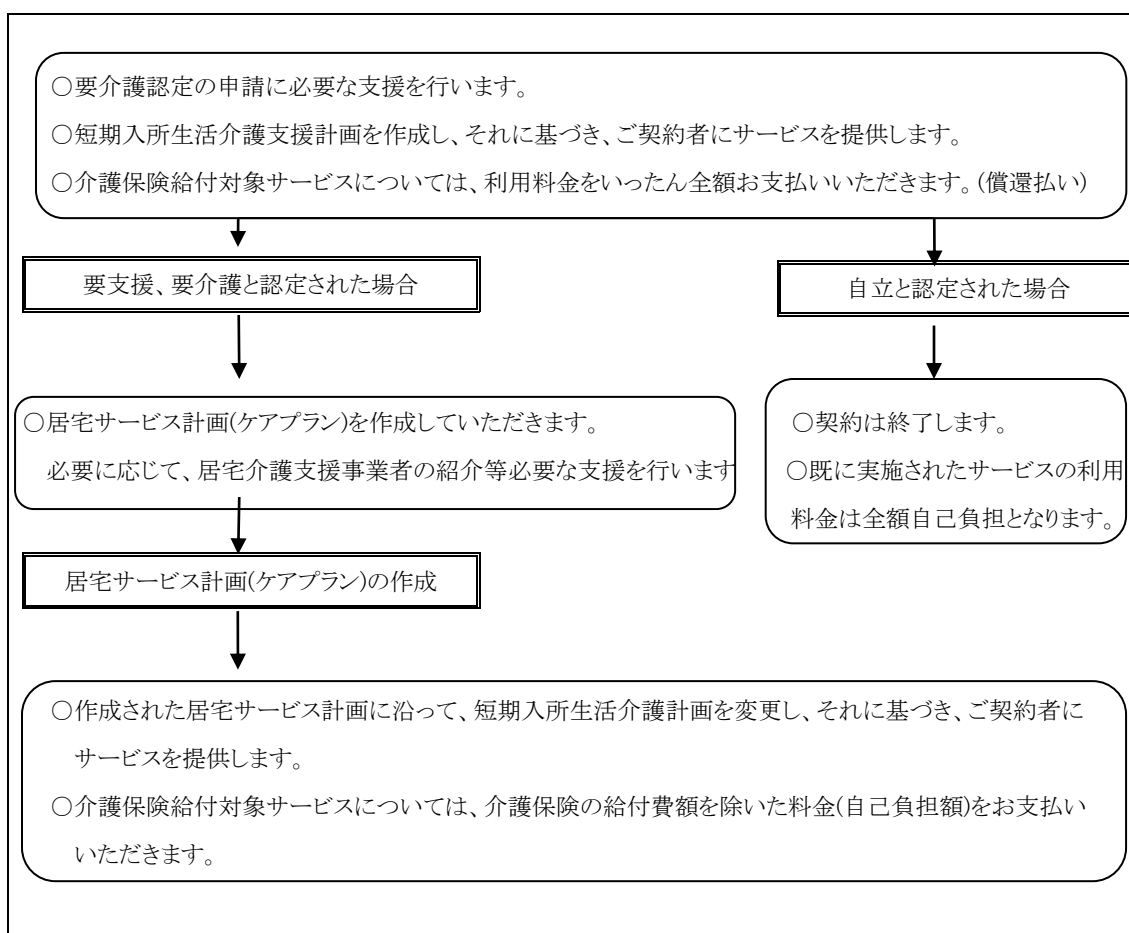 ○要介護認定の申請に必要な支援を行います。
○短期入所生活介護支援計画を作成し、それに基づき、ご契約者にサービスを提供します。
○介護保険給付対象サービスについては、利用料金をいったん全額お支払いいただきます。(償還払い)
要支援、要介護と認定された場合
自立と認定された場合
○居宅サービス計画(ケアプラン)を作成していただきます。
必要に応じて、居宅介護支援事業者の紹介等必要な支援を行います
○契約は終了します。
○既に実施されたサービスの利用
料金は全額自己負担となります。
居宅サービス計画(ケアプラン)の作成
○作成された居宅サービス計画に沿って、短期入所生活介護計画を変更し、それに基づき、ご契約者に
サービスを提供します。
○介護保険給付対象サービスについては、介護保険の給付費額を除いた料金(自己負担額)をお支払い
いただきます。